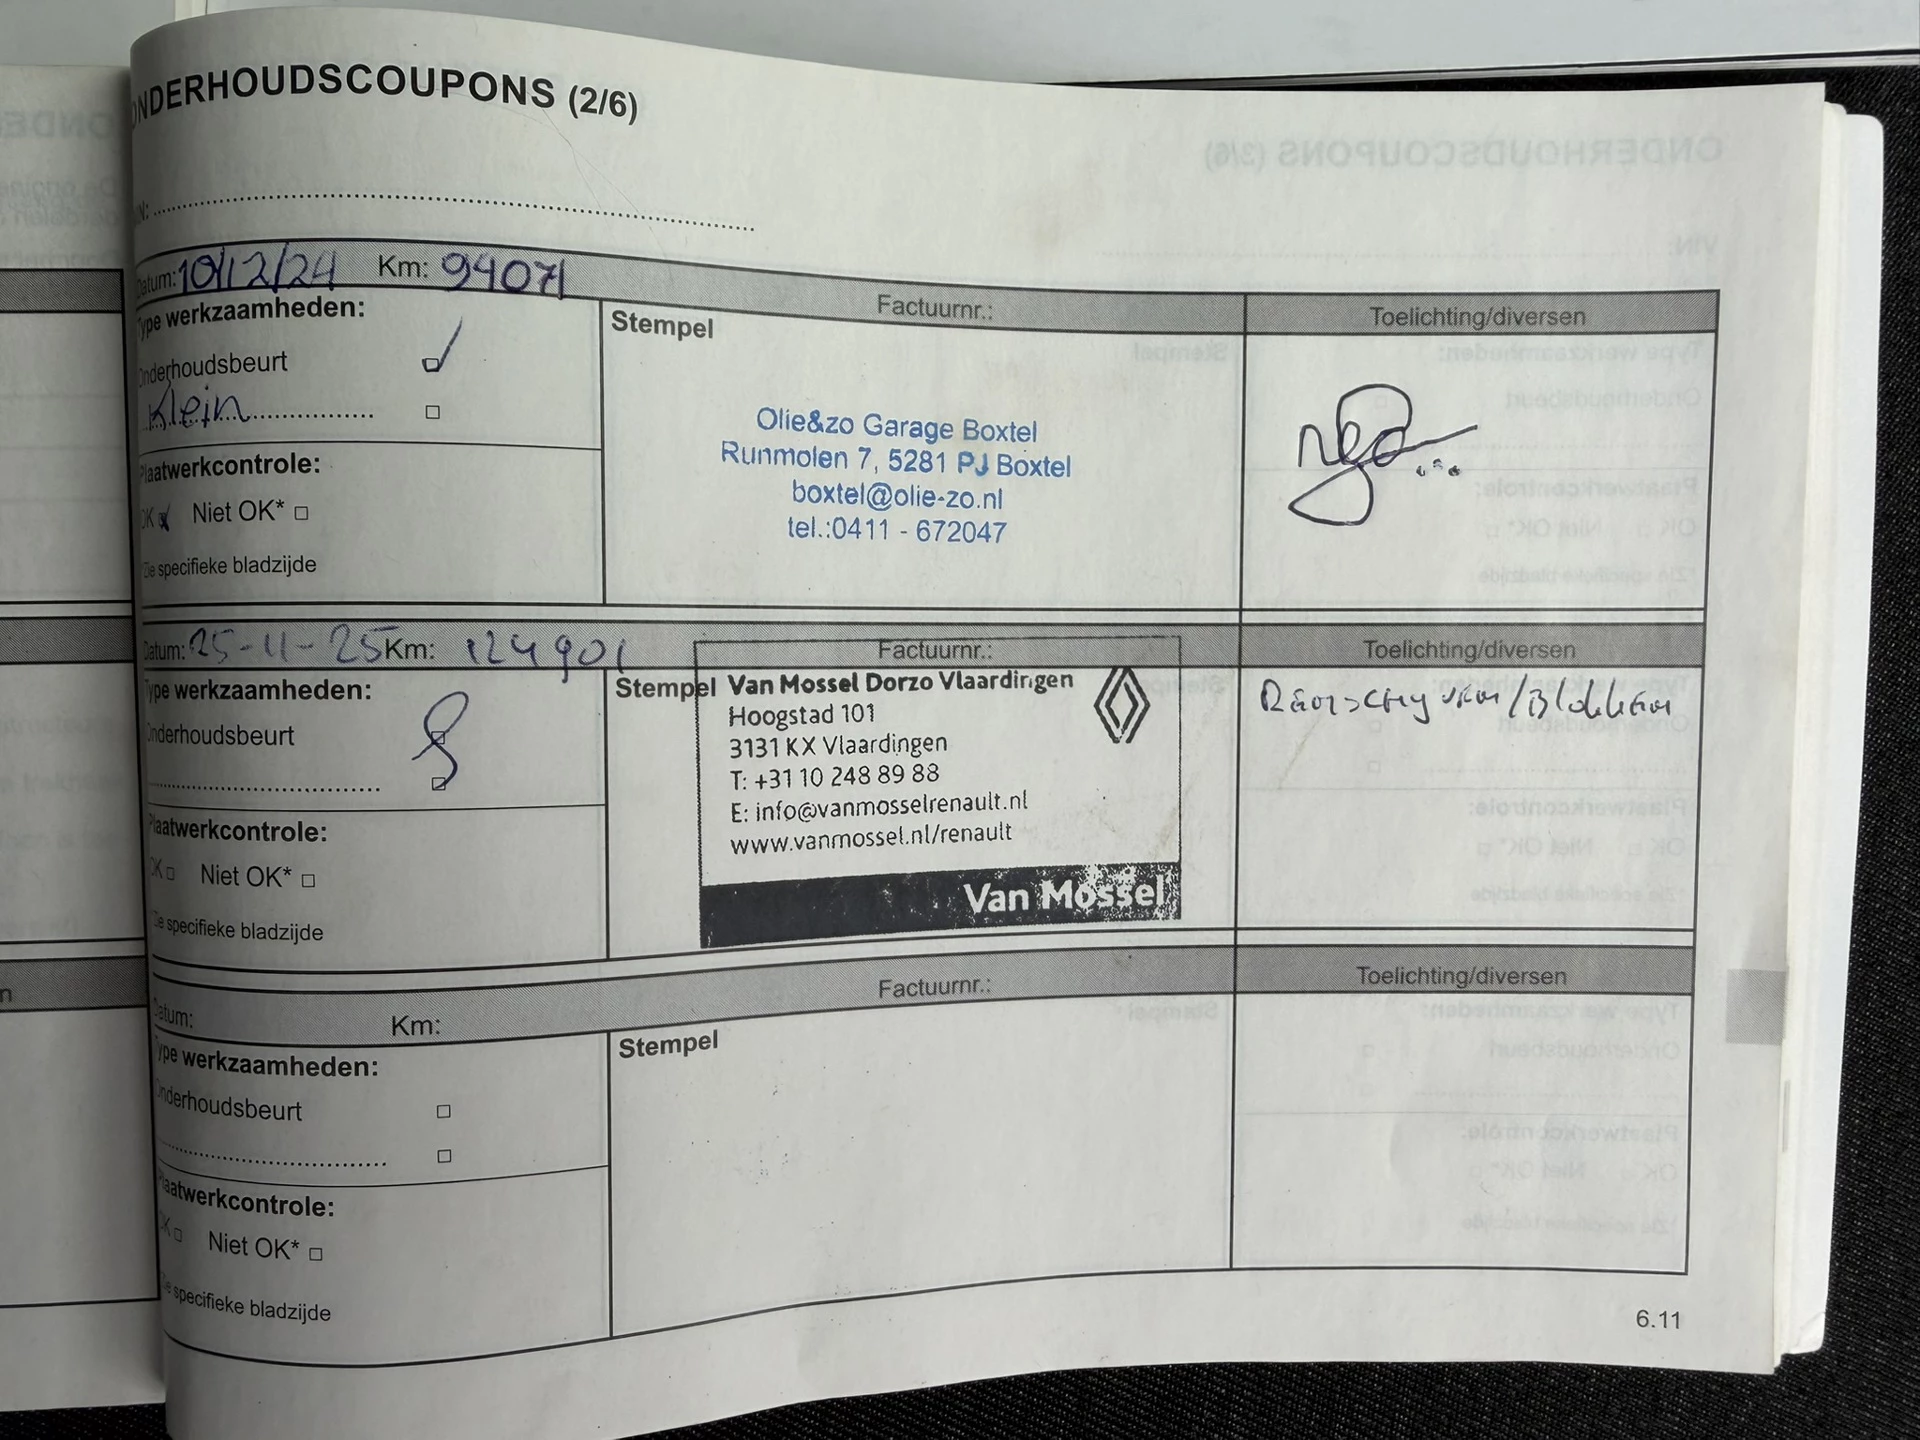 ONDERHOUDSCOUPONS (2/6)
Datum: 10/12/24 Km: 94071
Factuurnr.:
Toelichting/diversen
Type werkzaamheden:
Onderhoudsbeurt
Klein
Plaatwerkcontrole:
OK Niet OK*
*Zie specifieke bladzijde
Stempel
Olie&zo Garage Boxtel
Runmolen 7, 5281 PJ Boxtel
boxtel@olie-zo.nl
tel.:0411 - 672047
Datum: 25-11-25 Km: 124901
Factuurnr.:
Toelichting/diversen
Type werkzaamheden:
Onderhoudsbeurt
Plaatwerkcontrole:
OK Niet OK*
*Zie specifieke bladzijde
Stempel
Van Mossel Dorzo Vlaardingen
Hoogstad 101
3131 KX Vlaardingen
T: +31 10 248 89 88
E: info@vanmosselrenault.nl
www.vanmossel.nl/renault
Van Mossel
Datum: Km:
Factuurnr.:
Toelichting/diversen
Type werkzaamheden:
Onderhoudsbeurt
Plaatwerkcontrole:
OK Niet OK*
*Zie specifieke bladzijde
Stempel
6.11